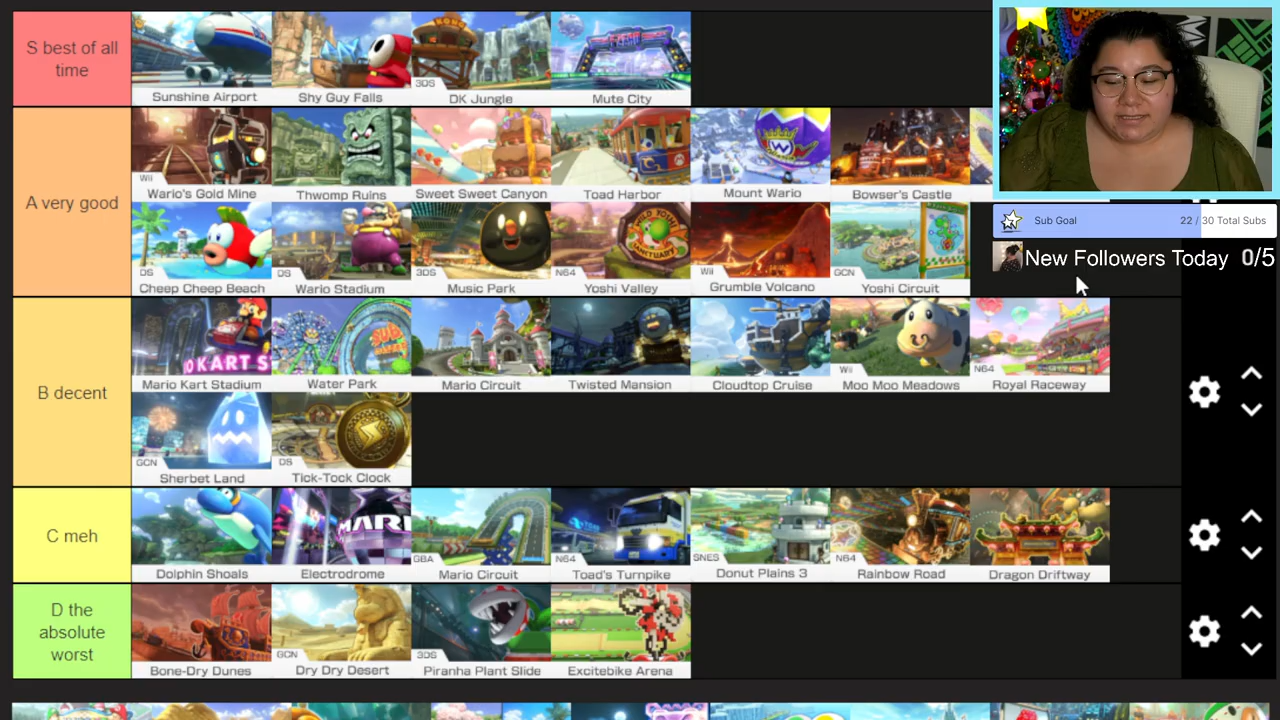 S best of all
time
Sunshine Airport
Shy Guy Falls
3DS
DK Jungle
Mute City
A very good
Wii
Wario's Gold Mine
Thwomp Ruins
Sweet Sweet Canyon
Toad Harbor
Mount Wario
Bowser's Castle
Sub Goal
22 / 30 Total Subs
New Followers Today 0/5
DS
Cheep Cheep Beach
DS
Wario Stadium
3DS
Music Park
WILD YOSHI
SANCTUARY
N64
Yoshi Valley
Wii
Grumble Volcano
GCN
Yoshi Circuit
B decent
Mario Kart Stadium
Water Park
Mario Circuit
Twisted Mansion
Cloudtop Cruise
Wii
Moo Moo Meadows
N64
Royal Raceway
GCN
Sherbet Land
DS
Tick-Tock Clock
C meh
Dolphin Shoals
MARI
Electrodrome
GBA
Mario Circuit
N64
Toad's Turnpike
SNES
Donut Plains 3
N64
Rainbow Road
Dragon Driftway
D the
absolute
worst
Bone-Dry Dunes
GCN
Dry Dry Desert
3DS
Piranha Plant Slide
Excitebike Arena